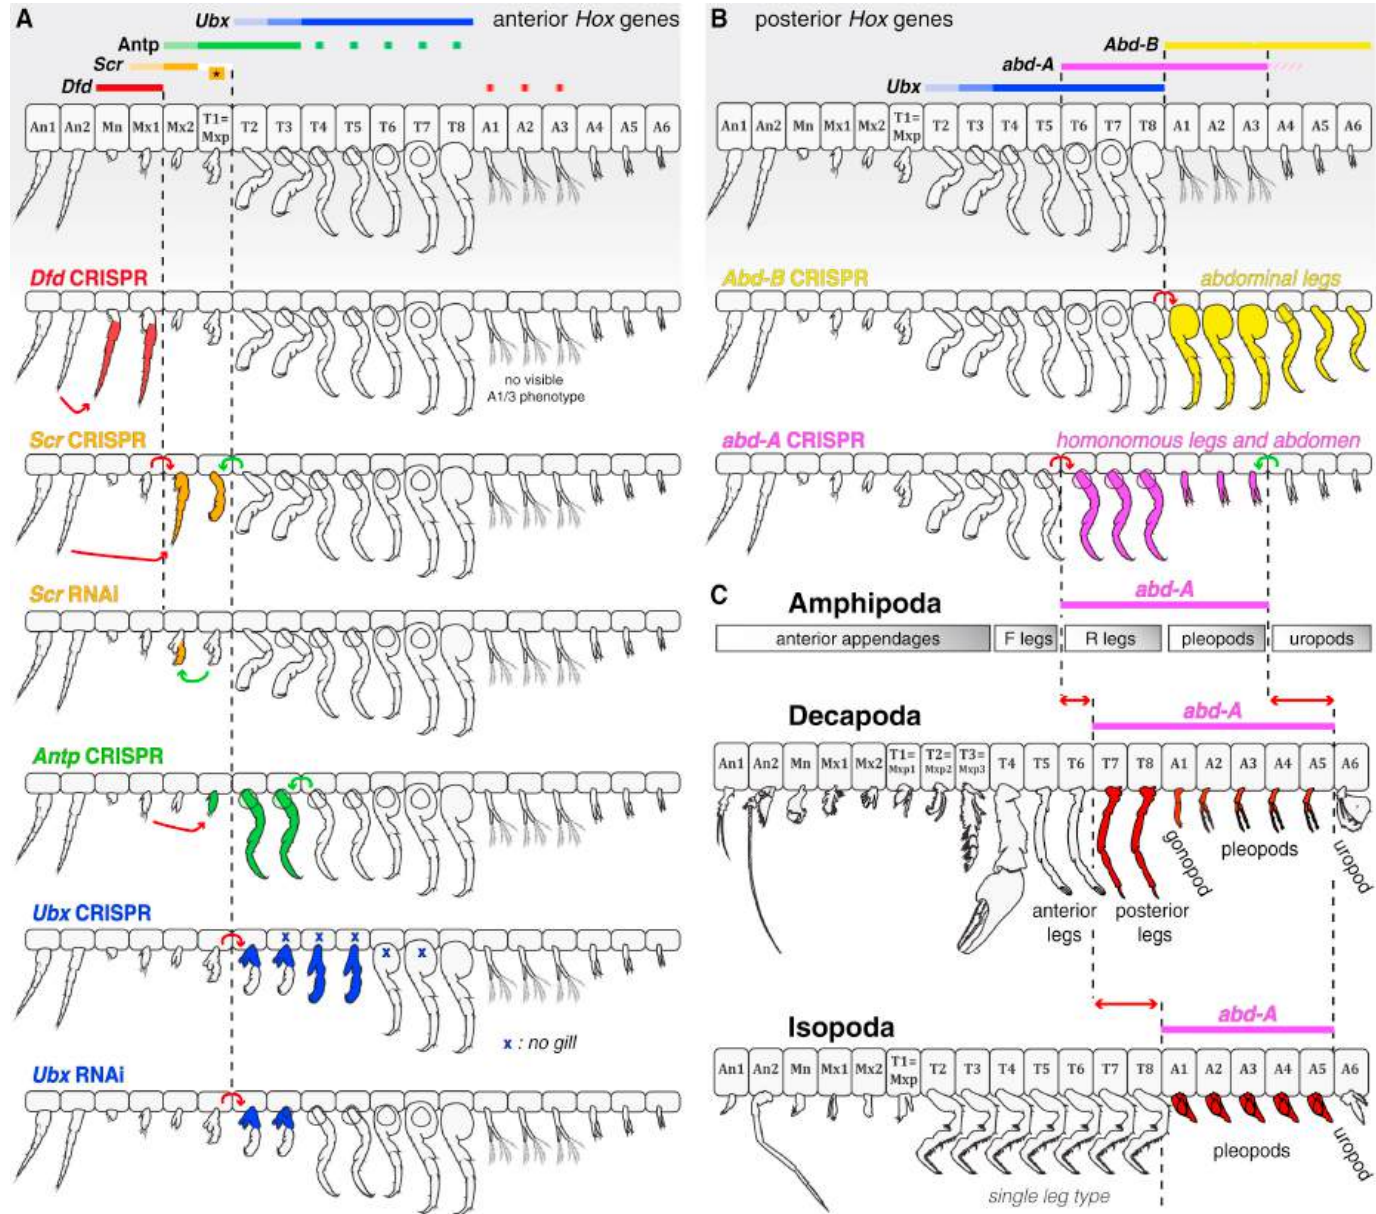 A
Ubx
anterior Hox genes
Antp
Scr
*
Dfd
An1 An2 Mn Mx1 Mx2 T1= Mxp T2 T3 T4 T5 T6 T7 T8 A1 A2 A3 A4 A5 A6
Dfd CRISPR
no visible
A1/3 phenotype
Scr CRISPR
Scr RNAi
Antp CRISPR
Ubx CRISPR
x x x
x x
x : no gill
Ubx RNAi
B
posterior Hox genes
Abd-B
abd-A
Ubx
An1 An2 Mn Mx1 Mx2 T1= Mxp T2 T3 T4 T5 T6 T7 T8 A1 A2 A3 A4 A5 A6
Abd-B CRISPR
abdominal legs
abd-A CRISPR
homonomous legs and abdomen
C
Amphipoda
abd-A
anterior appendages F legs R legs pleopods uropods
Decapoda
abd-A
An1 An2 Mn Mx1 Mx2 T1= Mxp1 T2= Mxp2 T3= Mxp3 T4 T5 T6 T7 T8 A1 A2 A3 A4 A5 A6
gonopod
pleopods
uropod
anterior
legs
posterior
legs
Isopoda
abd-A
An1 An2 Mn Mx1 Mx2 T1= Mxp T2 T3 T4 T5 T6 T7 T8 A1 A2 A3 A4 A5 A6
pleopods
uropod
single leg type